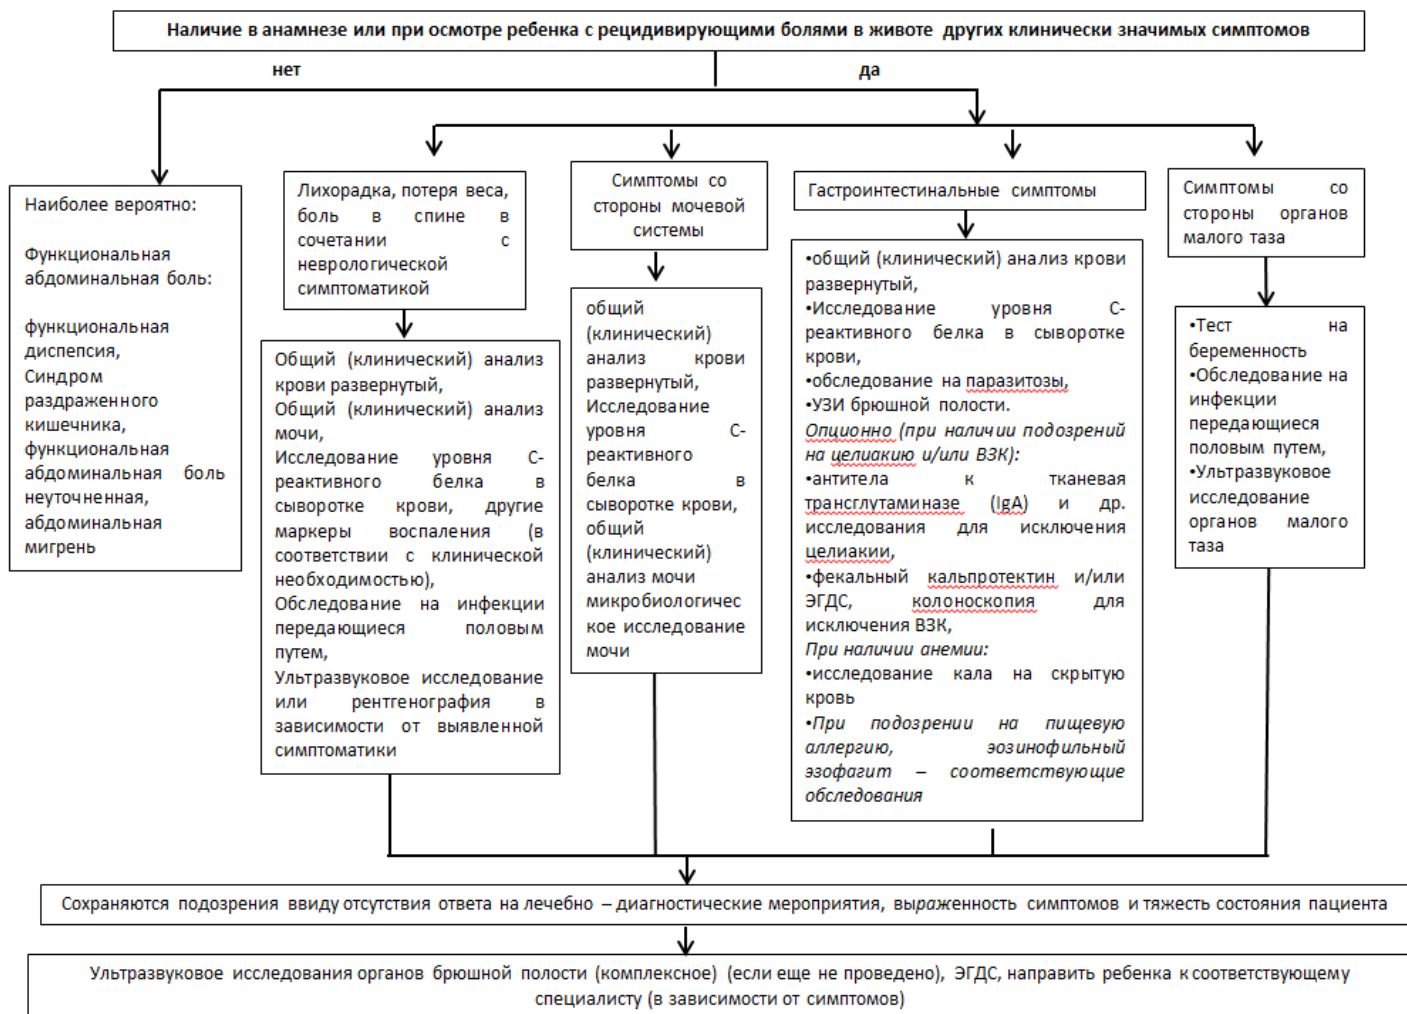 Наличие в анамнезе или при осмотре ребенка с рецидивирующими болями в животе других клинически значимых симптомов
нет
да
Наиболее вероятно:
Функциональная
абдоминальная боль:
функциональная
диспепсия,
Синдром
раздраженного
кишечника,
функциональная
абдоминальная боль
неуточненная,
абдоминальная
мигрень
Лихорадка, потеря веса,
боль в спине в
сочетании с
неврологической
симптоматикой
Общий (клинический) анализ
крови развернутый,
Общий (клинический) анализ
мочи,
Исследование уровня С-
реактивного белка в
сыворотке крови, другие
маркеры воспаления (в
соответствии с клинической
необходимостью),
Обследование на инфекции
передающиеся половым
путем,
Ультразвуковое исследование
или рентгенография в
зависимости от выявленной
симптоматики
Симптомы со
стороны мочевой
системы
общий
(клинический)
анализ крови
развернутый,
Исследование
уровня С-
реактивного
белка в
сыворотке крови,
общий
(клинический)
анализ мочи
микробиологичес
кое исследование
мочи
Гастроинтестинальные симптомы
•общий (клинический) анализ крови
развернутый,
•Исследование уровня С-
реактивного белка в сыворотке
крови,
•обследование на паразитозы,
•УЗИ брюшной полости.
Опционно (при наличии подозрений
на целиакию и/или ВЗК):
•антитела к тканевая
трансглутаминазе (IgA) и др.
исследования для исключения
целиакии,
•фекальный кальпротектин и/или
ЭГДС, колоноскопия для
исключения ВЗК,
При наличии анемии:
•исследование кала на скрытую
кровь
•При подозрении на пищевую
аллергию, эозинофильный
эзофагит – соответствующие
обследования
Симптомы со
стороны органов
малого таза
•Тест на
беременность
•Обследование на
инфекции
передающиеся
половым путем,
•Ультразвуковое
исследование
органов малого
таза
Сохраняются подозрения ввиду отсутствия ответа на лечебно – диагностические мероприятия, выраженность симптомов и тяжесть состояния пациента
Ультразвуковое исследования органов брюшной полости (комплексное) (если еще не проведено), ЭГДС, направить ребенка к соответствующему
специалисту (в зависимости от симптомов)